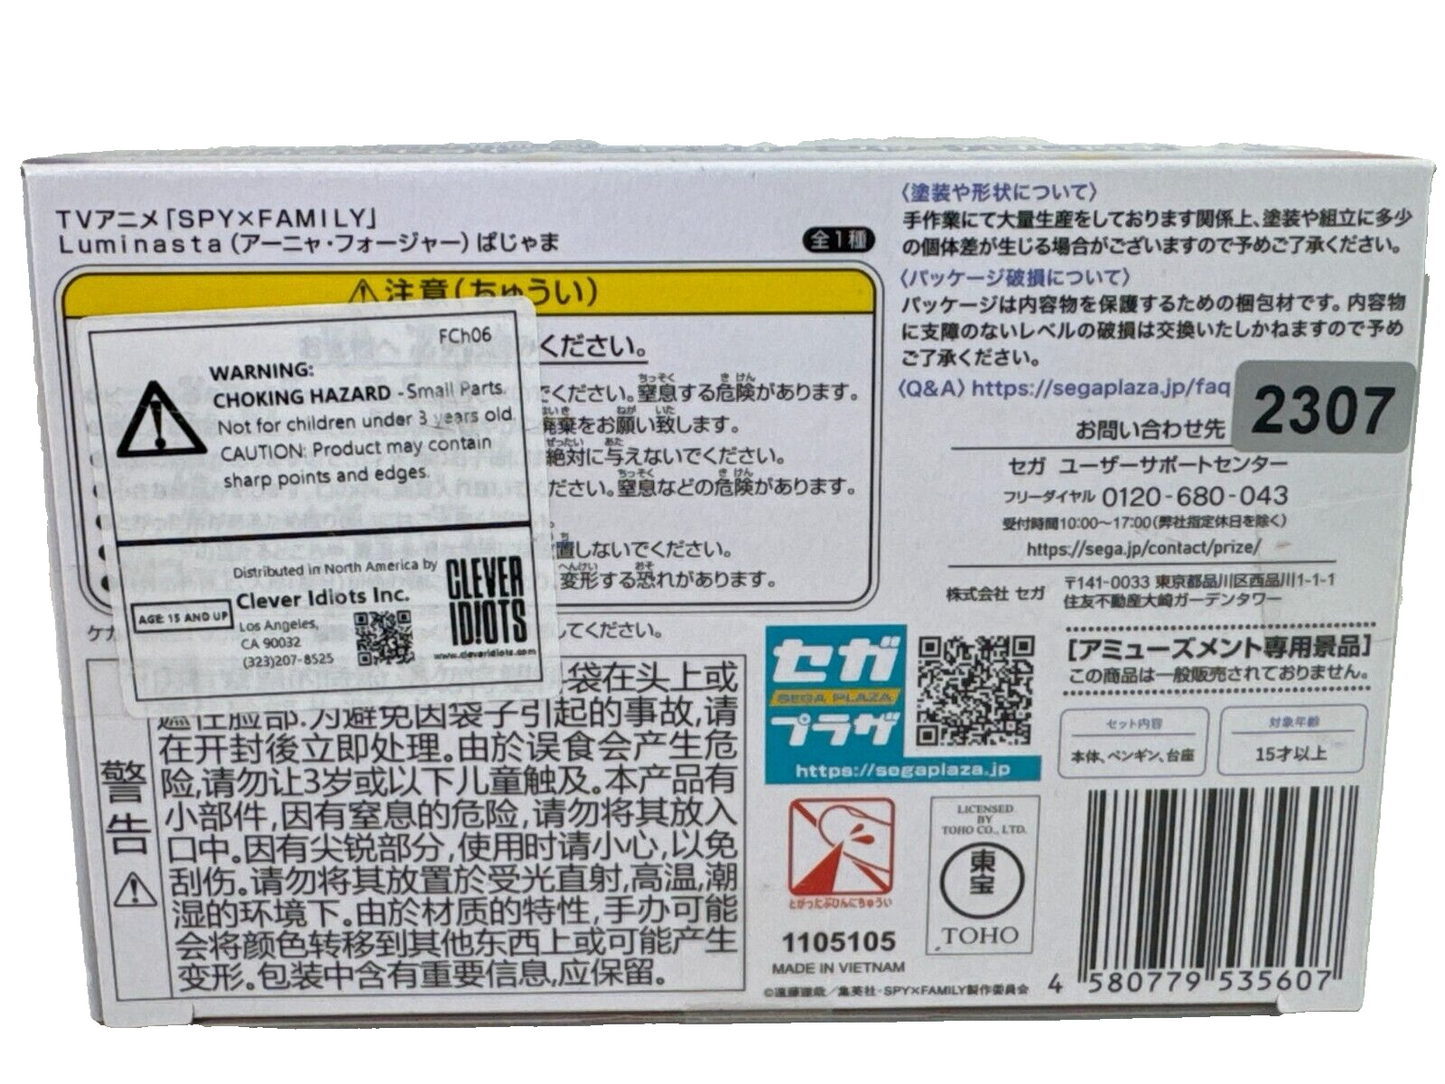 TVアニメ「SPY×FAMILY」
Luminasta（アーニャ・フォージャー）ぱじゃま
全1種
⚠注意（ちゅうい）
ください。
でください。窒息する危険があります。
廃棄をお願い致します。
絶対に与えないでください。
ださい。窒息などの危険があります。
置しないでください。
変形する恐れがあります。
してください。
FCh06
WARNING:
CHOKING HAZARD - Small Parts.
Not for children under 3 years old
CAUTION: Product may contain
sharp points and edges.
Distributed in North America by
Clever Idiots Inc.
AGE: 15 AND UP
Los Angeles,
CA 90032
(323)207-8525
CLEVER
IDIOTS
www.cleveridiots.com
警告
袋在头上或
遮住脸部.为避免因袋子引起的事故,请
在开封後立即处理。由於误食会产生危
险,请勿让3岁或以下儿童触及。本产品有
小部件,因有窒息的危险,请勿将其放入
口中。因有尖锐部分,使用时请小心,以免
刮伤。请勿将其放置於受光直射,高温,潮
湿的环境下。由於材质的特性,手办可能
会将颜色转移到其他东西上或可能产生
变形。包装中含有重要信息,应保留。
〈塗装や形状について〉
手作業にて大量生産をしております関係上、塗装や組立に多少
の個体差が生じる場合がございますので予めご了承ください。
〈パッケージ破損について〉
パッケージは内容物を保護するための梱包材です。内容物
に支障のないレベルの破損は交換いたしかねますので予め
ご了承ください。
〈Q&A〉https://segaplaza.jp/faq
2307
お問い合わせ先
セガ ユーザーサポートセンター
フリーダイヤル 0120-680-043
受付時間10:00〜17:00（弊社指定休日を除く）
https://sega.jp/contact/prize/
株式会社 セガ
〒141-0033 東京都品川区西品川1-1-1
住友不動産大崎ガーデンタワー
セガ
SEGA PLAZA
プラザ
https://segaplaza.jp
[アミューズメント専用景品]
この商品は一般販売されておりません。
セット内容
本体、ペンギン、台座
対象年齢
15才以上
とがったぶひんにちゅうい
1105105
MADE IN VIETNAM
LICENSED
BY
TOHO CO., LTD.
東宝
TOHO
©遠藤達哉／集英社・SPY×FAMILY製作委員会
4 580779 535607